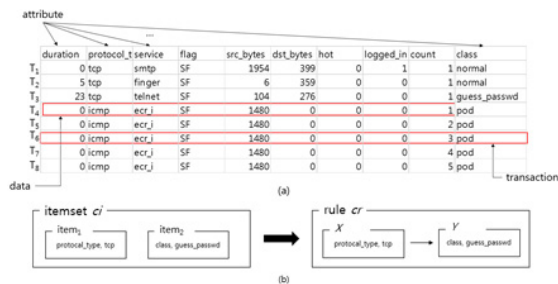 attribute
...
duration protocol_t service flag src_bytes dst_bytes hot logged_in count class
T1 0 tcp smtp SF 1954 399 0 1 1 normal
T2 5 tcp finger SF 6 359 0 0 1 normal
T3 23 tcp telnet SF 104 276 0 0 1 guess_passwd
T4 0 icmp ecr_i SF 1480 0 0 0 1 pod
T5 0 icmp ecr_i SF 1480 0 0 0 2 pod
T6 0 icmp ecr_i SF 1480 0 0 0 3 pod
T7 0 icmp ecr_i SF 1480 0 0 0 4 pod
T8 0 icmp ecr_i SF 1480 0 0 0 5 pod
data
transaction
(a)
itemset ci
item1
protocal_type, tcp
item2
class, guess_passwd
rule cr
X
protocal_type, tcp
Y
class, guess_passwd
(b)